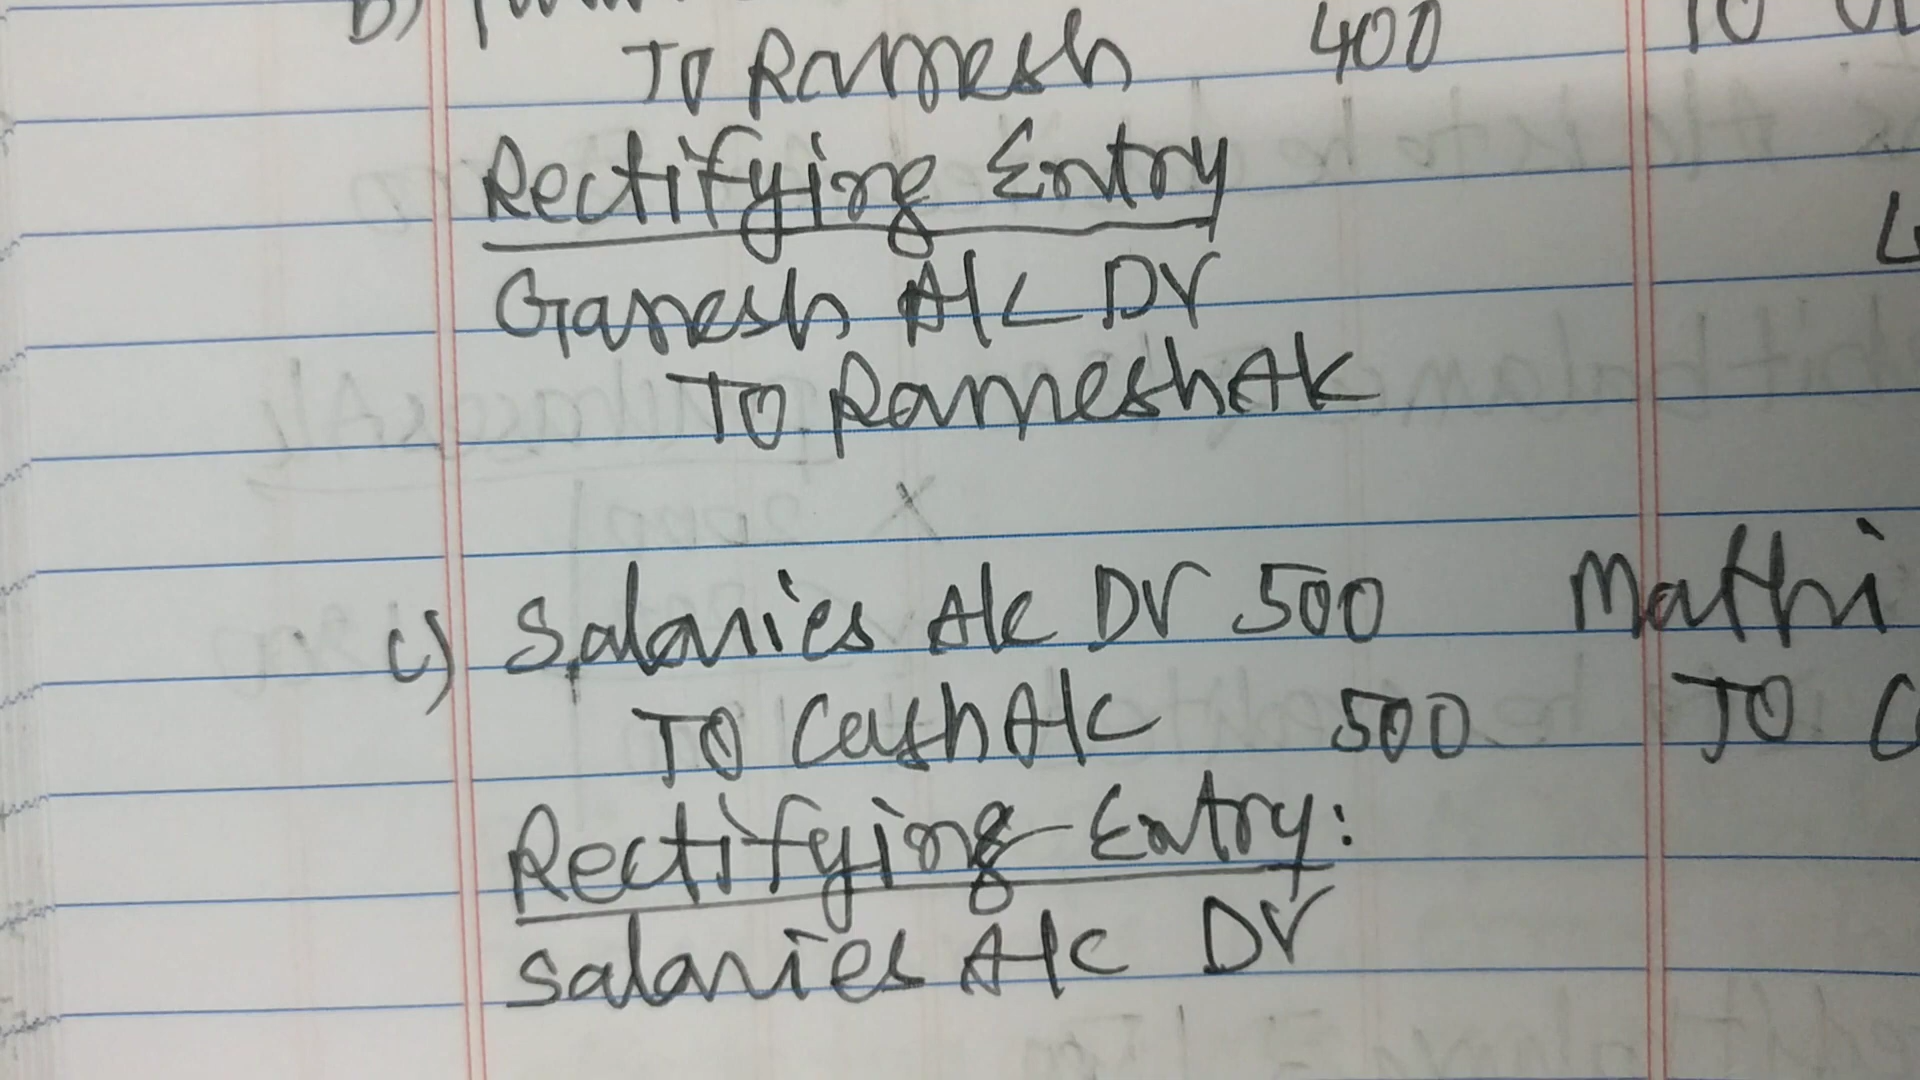 b)
To Ramesh 400 To
Rectifying Entry
Ganesh A/c Dr
To Ramesh A/c
c) Salaries A/c Dr 500 Mathi
To Cash A/c 500 To C
Rectifying Entry:
Salaries A/c Dr